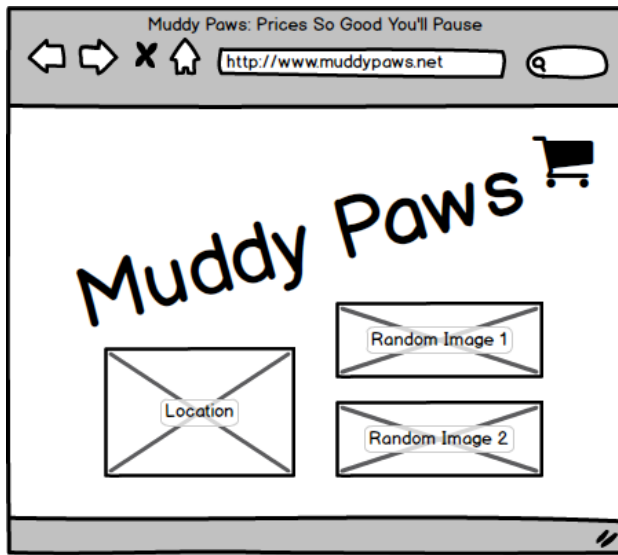 Muddy Paws: Prices So Good You'll Pause
http://www.muddypaws.net
Muddy Paws
Location
Random Image 1
Random Image 2